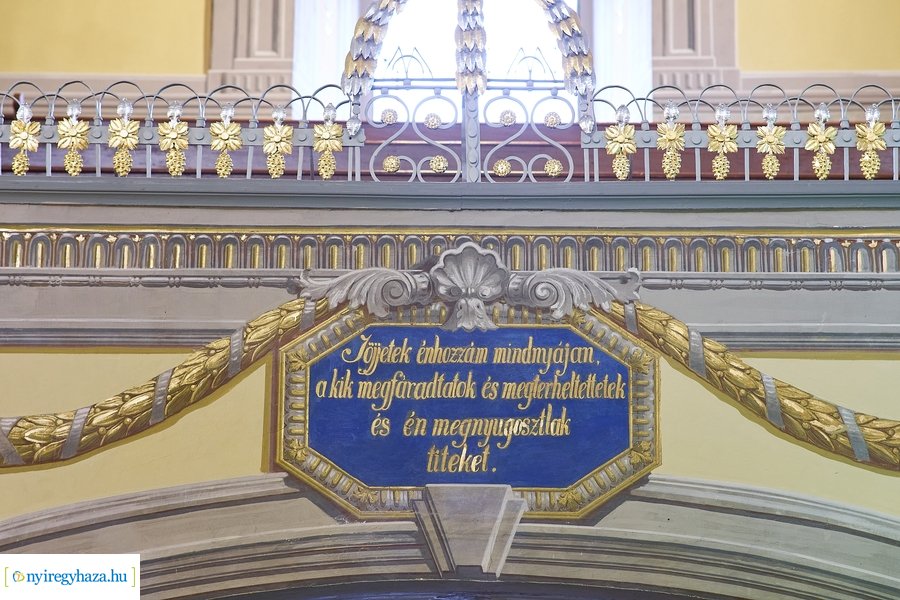 Jőjjetek énhozzám mindnyájan,
a kik megfáradtatok és megterheltettetek
és én megnyugosztlak
titeket.
nyiregyhaza.hu